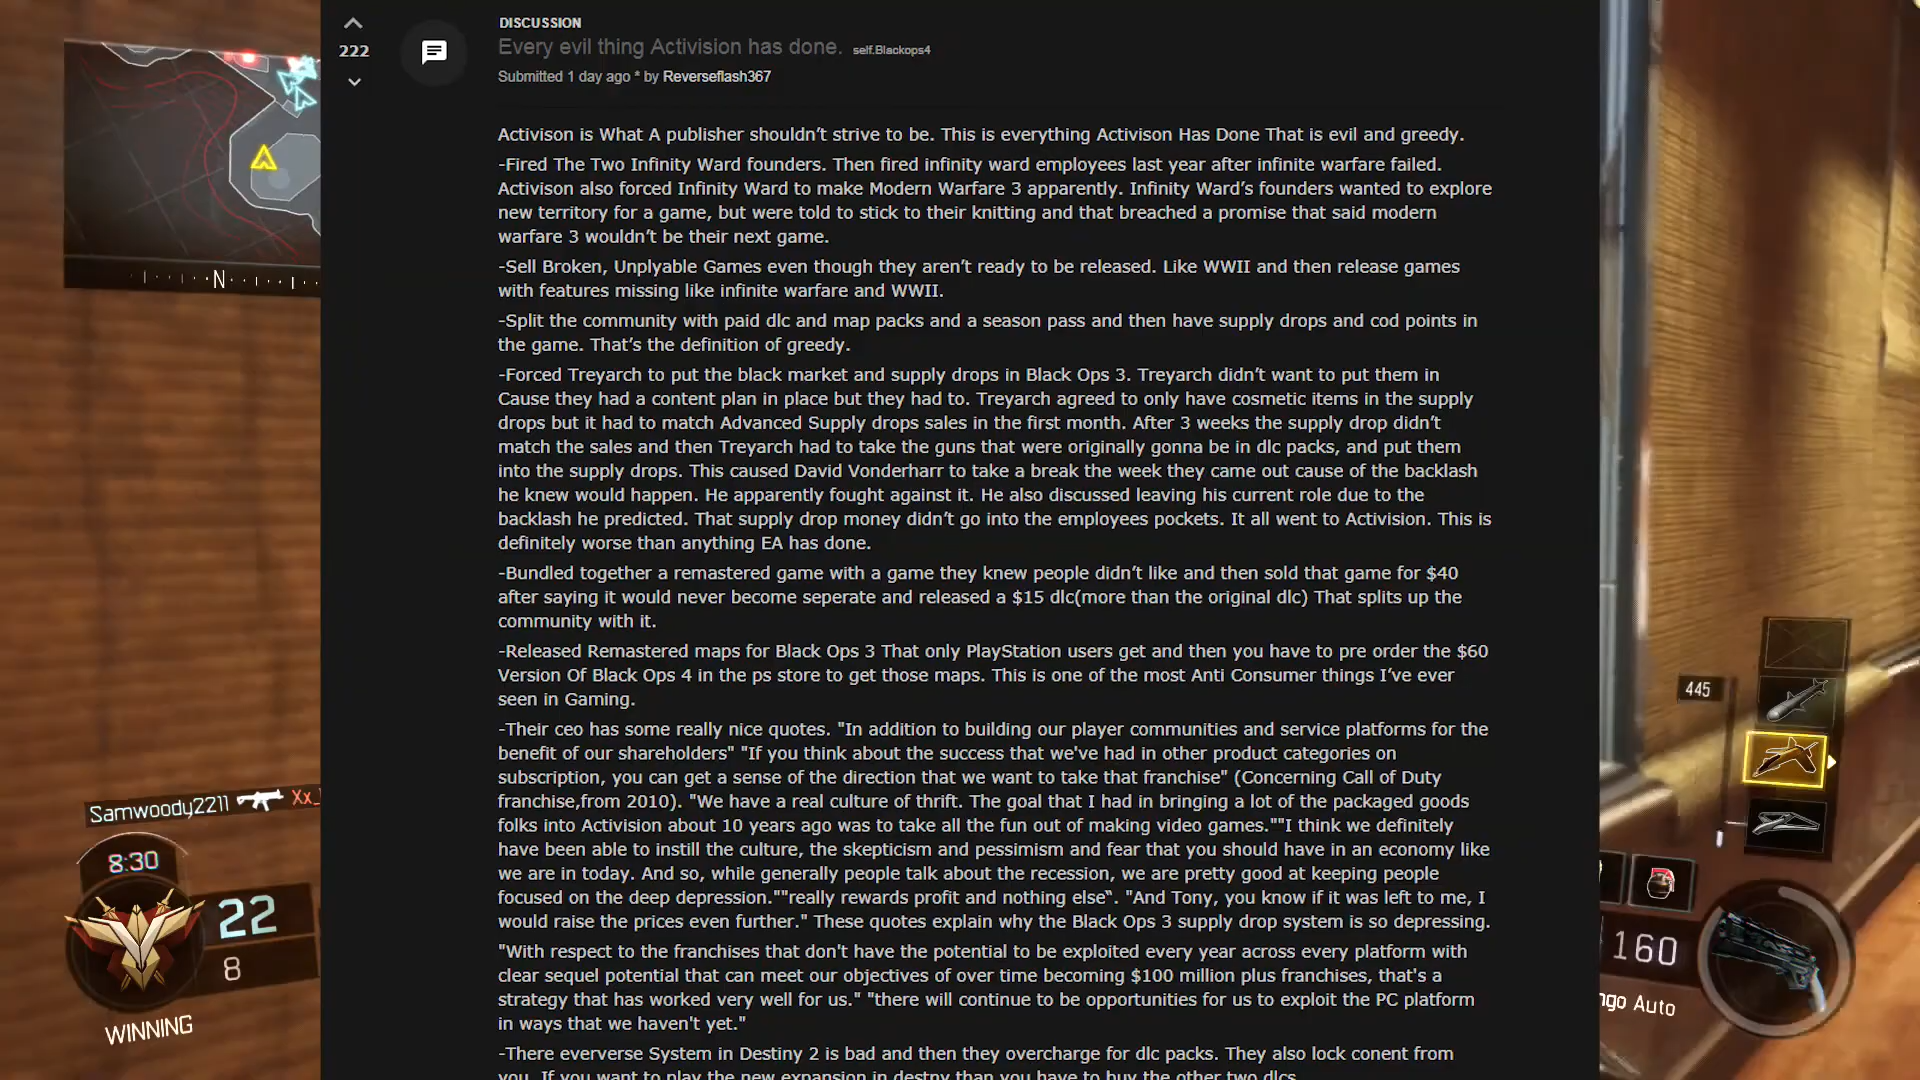 DISCUSSION
222
Every evil thing Activision has done. self.Blackops4
Submitted 1 day ago * by Reverseflash367
Activison is What A publisher shouldn't strive to be. This is everything Activison Has Done That is evil and greedy.
-Fired The Two Infinity Ward founders. Then fired infinity ward employees last year after infinite warfare failed.
Activison also forced Infinity Ward to make Modern Warfare 3 apparently. Infinity Ward's founders wanted to explore
new territory for a game, but were told to stick to their knitting and that breached a promise that said modern
warfare 3 wouldn't be their next game.
-Sell Broken, Unplyable Games even though they aren't ready to be released. Like WWII and then release games
with features missing like infinite warfare and WWII.
-Split the community with paid dlc and map packs and a season pass and then have supply drops and cod points in
the game. That's the definition of greedy.
-Forced Treyarch to put the black market and supply drops in Black Ops 3. Treyarch didn't want to put them in
Cause they had a content plan in place but they had to. Treyarch agreed to only have cosmetic items in the supply
drops but it had to match Advanced Supply drops sales in the first month. After 3 weeks the supply drop didn't
match the sales and then Treyarch had to take the guns that were originally gonna be in dlc packs, and put them
into the supply drops. This caused David Vonderharr to take a break the week they came out cause of the backlash
he knew would happen. He apparently fought against it. He also discussed leaving his current role due to the
backlash he predicted. That supply drop money didn't go into the employees pockets. It all went to Activision. This is
definitely worse than anything EA has done.
-Bundled together a remastered game with a game they knew people didn't like and then sold that game for $40
after saying it would never become seperate and released a $15 dlc(more than the original dlc) That splits up the
community with it.
-Released Remastered maps for Black Ops 3 That only PlayStation users get and then you have to pre order the $60
Version Of Black Ops 4 in the ps store to get those maps. This is one of the most Anti Consumer things I've ever
seen in Gaming.
-Their ceo has some really nice quotes. "In addition to building our player communities and service platforms for the
benefit of our shareholders" "If you think about the success that we've had in other product categories on
subscription, you can get a sense of the direction that we want to take that franchise" (Concerning Call of Duty
franchise,from 2010). "We have a real culture of thrift. The goal that I had in bringing a lot of the packaged goods
folks into Activision about 10 years ago was to take all the fun out of making video games.""I think we definitely
have been able to instill the culture, the skepticism and pessimism and fear that you should have in an economy like
we are in today. And so, while generally people talk about the recession, we are pretty good at keeping people
focused on the deep depression.""really rewards profit and nothing else‟. "And Tony, you know if it was left to me, I
would raise the prices even further." These quotes explain why the Black Ops 3 supply drop system is so depressing.
"With respect to the franchises that don't have the potential to be exploited every year across every platform with
clear sequel potential that can meet our objectives of over time becoming $100 million plus franchises, that's a
strategy that has worked very well for us." "there will continue to be opportunities for us to exploit the PC platform
in ways that we haven't yet."
-There eververse System in Destiny 2 is bad and then they overcharge for dlc packs. They also lock conent from
you. If you want to play the new expansion in destny than you have to buy the other two dlcs.
N
Samwoody2211 Xx_
8:30
22
8
WINNING
445
160
ngo Auto